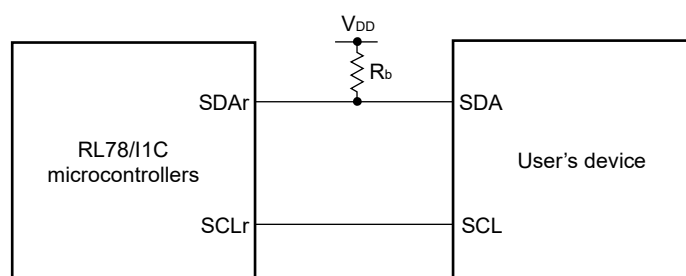 VDD
Rb
SDAr
SDA
RL78/I1C
microcontrollers
User's device
SCLr
SCL